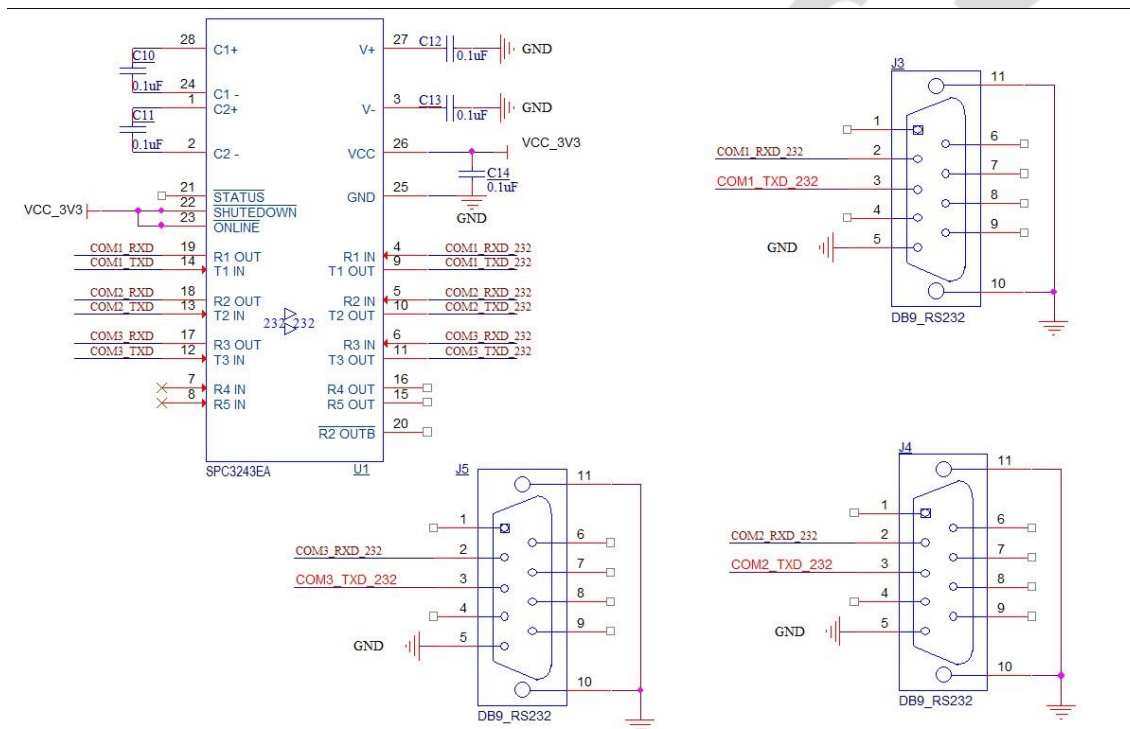 28 C1+ V+ 27 C12 0.1uF GND
C10
0.1uF
24 C1 -
1 C2+ V- 3 C13 0.1uF GND
C11
0.1uF
2 C2 - VCC 26 VCC_3V3
C14
0.1uF
21 STATUS GND 25
GND
VCC_3V3 22 SHUTEDOWN
23 ONLINE
COM1_RXD 19 R1 OUT R1 IN 4 COM1_RXD_232
COM1_TXD 14 T1 IN T1 OUT 9 COM1_TXD_232
COM2_RXD 18 R2 OUT R2 IN 5 COM2_RXD_232
COM2_TXD 13 T2 IN T2 OUT 10 COM2_TXD_232
232_232
COM3_RXD 17 R3 OUT R3 IN 6 COM3_RXD_232
COM3_TXD 12 T3 IN T3 OUT 11 COM3_TXD_232
7 R4 IN R4 OUT 16
8 R5 IN R5 OUT 15
R2 OUTB 20
SPC3243EA U1
J3
11
1
6
COM1_RXD_232 2
7
COM1_TXD_232 3
8
4
9
GND 5
10
DB9_RS232
J5
11
1
6
COM3_RXD_232 2
7
COM3_TXD_232 3
8
4
9
GND 5
10
DB9_RS232
J4
11
1
6
COM2_RXD_232 2
7
COM2_TXD_232 3
8
4
9
GND 5
10
DB9_RS232